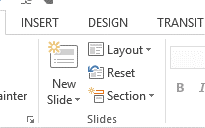 INSERT DESIGN TRANSIT
Layout
New Slide
Reset
ainter
Section
B I
Slides